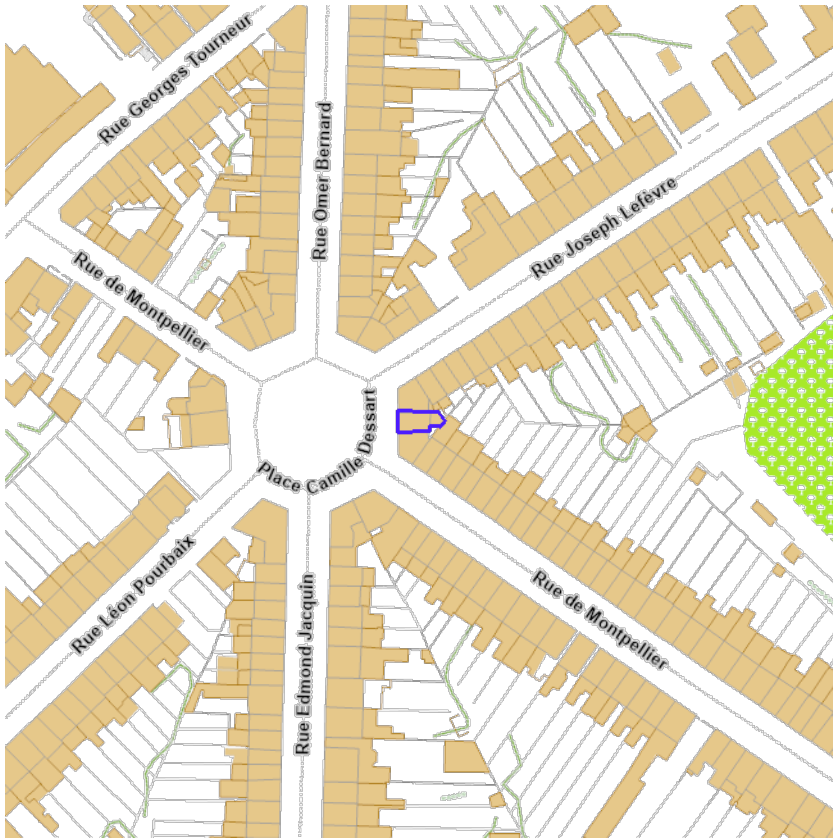 Rue Georges Tourneur
Rue Omer Bernard
Rue Joseph Lefèvre
Rue de Montpellier
Place Camille Dessart
Rue Léon Pourbaix
Rue Edmond Jacquin
Rue de Montpellier